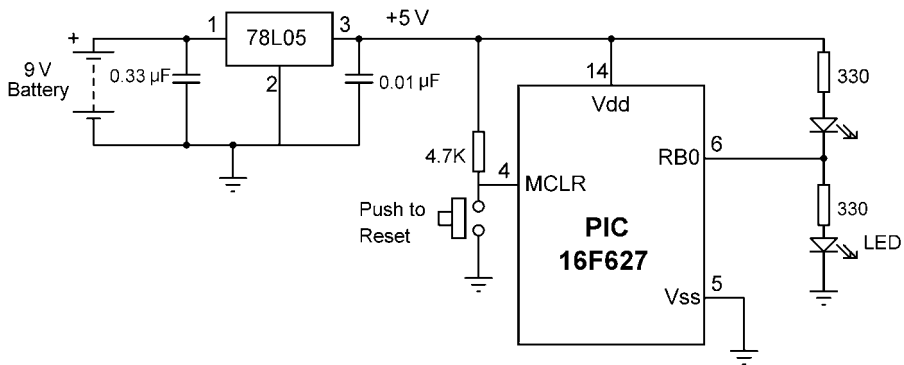 +
9 V
Battery
0.33 µF
1
78L05
3
2
+5 V
0.01 µF
4.7K
Push to
Reset
4
MCLR
14
Vdd
PIC
16F627
RB0
6
Vss
5
330
330
LED